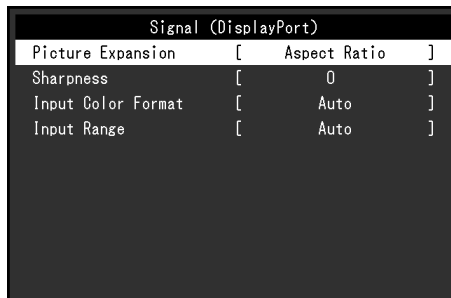 Signal (DisplayPort)
Picture Expansion [ Aspect Ratio ]
Sharpness [ 0 ]
Input Color Format [ Auto ]
Input Range [ Auto ]